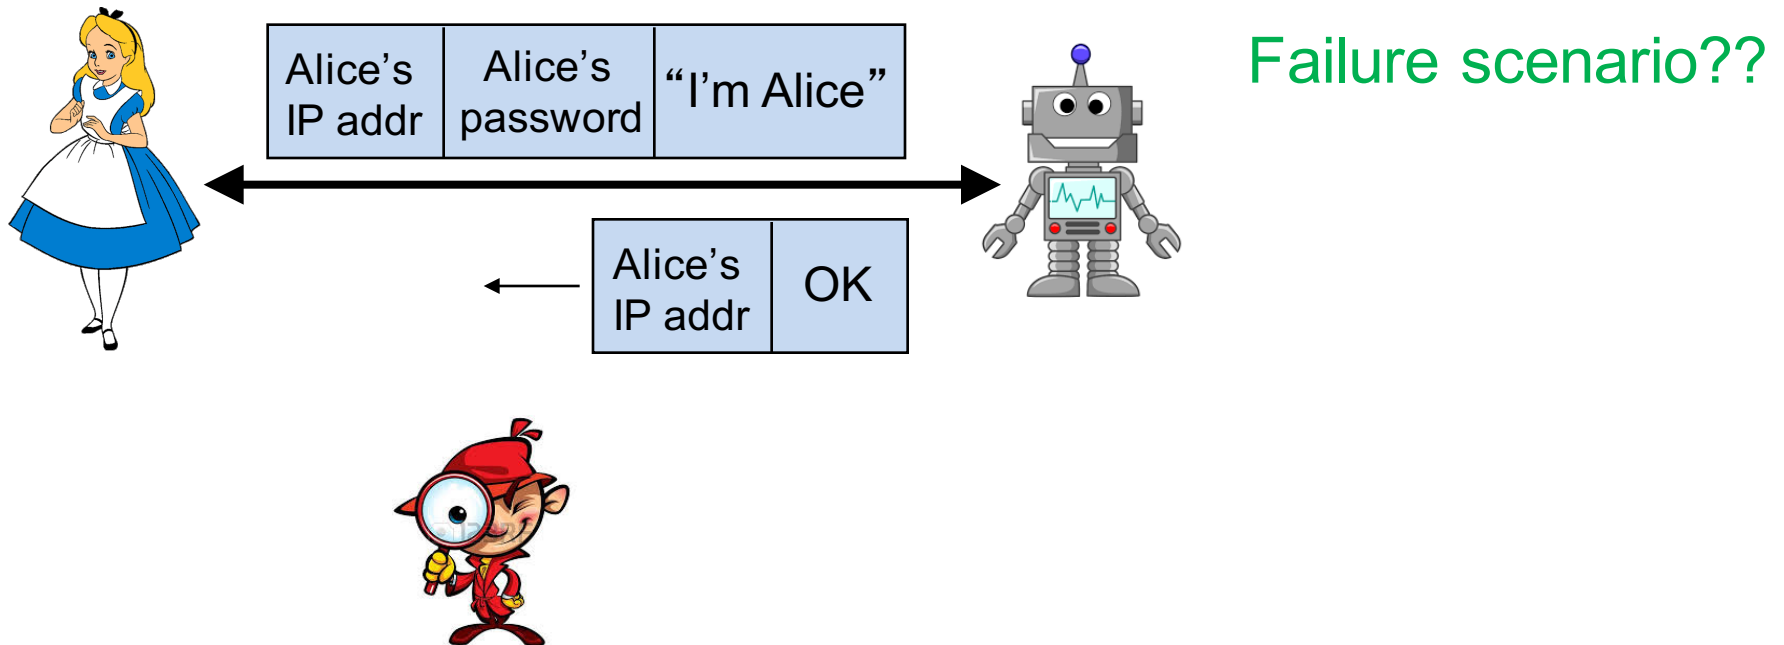 Alice’s
IP addr
Alice’s
password
“I’m Alice”
Failure scenario??
Alice’s
IP addr
OK